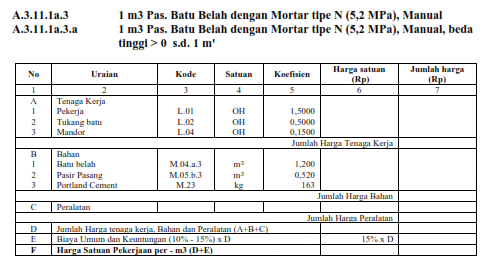 A.3.11.1a.3 1 m3 Pas. Batu Belah dengan Mortar tipe N (5,2 MPa), Manual
A.3.11.1a.3.a 1 m3 Pas. Batu Belah dengan Mortar tipe N (5,2 MPa), Manual, beda
tinggi > 0 s.d. 1 m'
No Uraian Kode Satuan Koefisien Harga satuan (Rp) Jumlah harga (Rp)
1 2 3 4 5 6 7
A Tenaga Kerja
1 Pekerja L.01 OH 1,5000
2 Tukang batu L.02 OH 0,5000
3 Mandor L.04 OH 0,1500
Jumlah Harga Tenaga Kerja
B Bahan
1 Batu belah M.04.a.3 m³ 1,200
2 Pasir Pasang M.05.b.3 m³ 0,520
3 Portland Cement M.23 kg 163
Jumlah Harga Bahan
C Peralatan
Jumlah Harga Peralatan
D Jumlah Harga tenaga kerja, Bahan dan Peralatan (A+B+C)
E Biaya Umum dan Keuntungan (10% - 15%) x D 15% x D
F Harga Satuan Pekerjaan per - m3 (D+E)